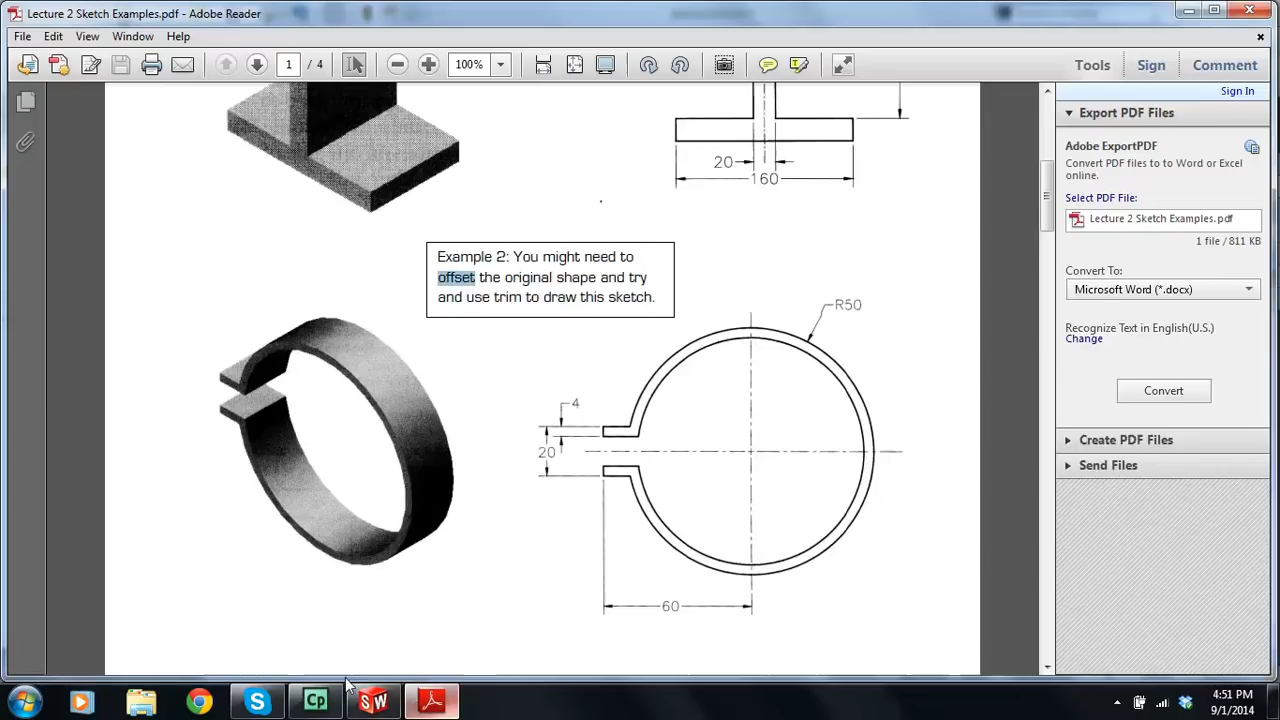 Lecture 2 Sketch Examples.pdf - Adobe Reader
File Edit View Window Help
1 / 4 100% Tools Sign Comment
Sign In
Export PDF Files
Adobe ExportPDF
Convert PDF files to to Word or Excel
online.
Select PDF File:
Lecture 2 Sketch Examples.pdf
1 file / 811 KB
Convert To:
Microsoft Word (*.docx)
Recognize Text in English(U.S.)
Change
Convert
Create PDF Files
Send Files
20
160
Example 2: You might need to
offset the original shape and try
and use trim to draw this sketch.
R50
4
20
60
Cp
SW
4:51 PM
9/1/2014